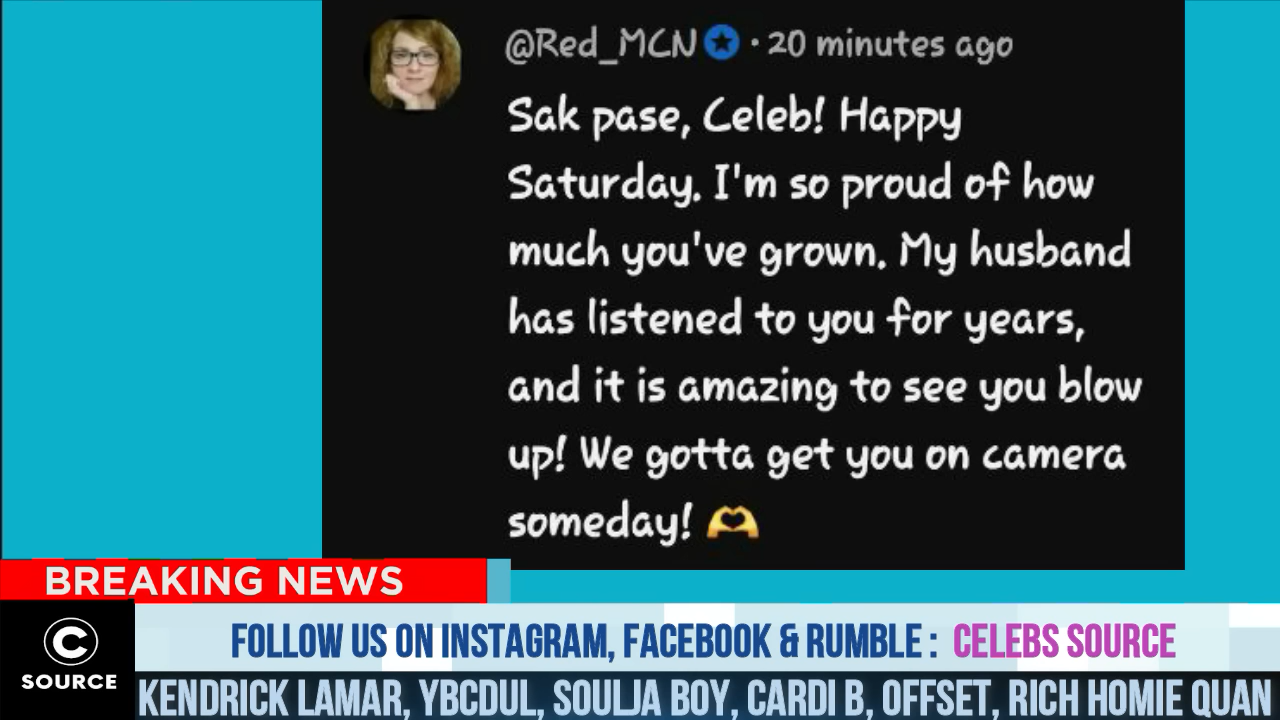 @Red_MCN · 20 minutes ago
Sak pase, Celeb! Happy
Saturday. I'm so proud of how
much you've grown. My husband
has listened to you for years,
and it is amazing to see you blow
up! We gotta get you on camera
someday! 🫶
BREAKING NEWS
C
SOURCE
FOLLOW US ON INSTAGRAM, FACEBOOK & RUMBLE : CELEBS SOURCE
KENDRICK LAMAR, YBCDUL, SOULJA BOY, CARDI B, OFFSET, RICH HOMIE QUAN